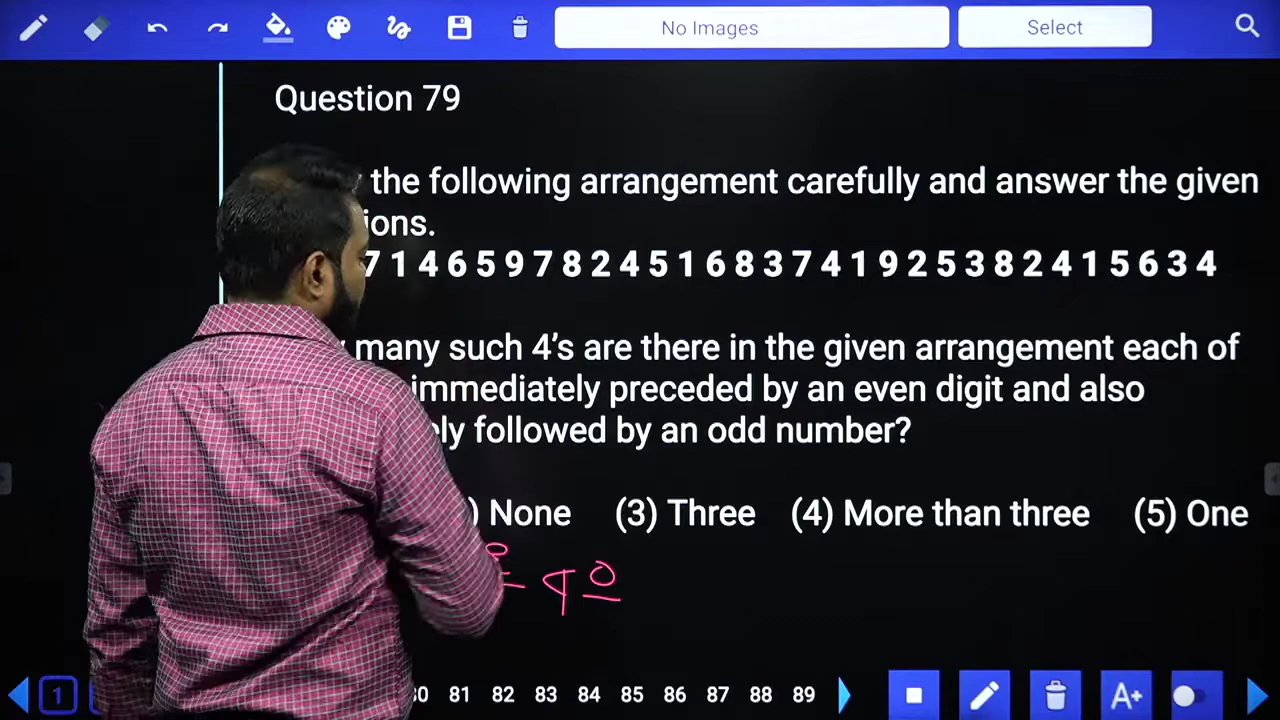 No Images
Select
Question 79
the following arrangement carefully and answer the given
ions.
7 1 4 6 5 9 7 8 2 4 5 1 6 8 3 7 4 1 9 2 5 3 8 2 4 1 5 6 3 4
many such 4's are there in the given arrangement each of
immediately preceded by an even digit and also
ely followed by an odd number?
) None (3) Three (4) More than three (5) One
4 0
1 80 81 82 83 84 85 86 87 88 89
A+